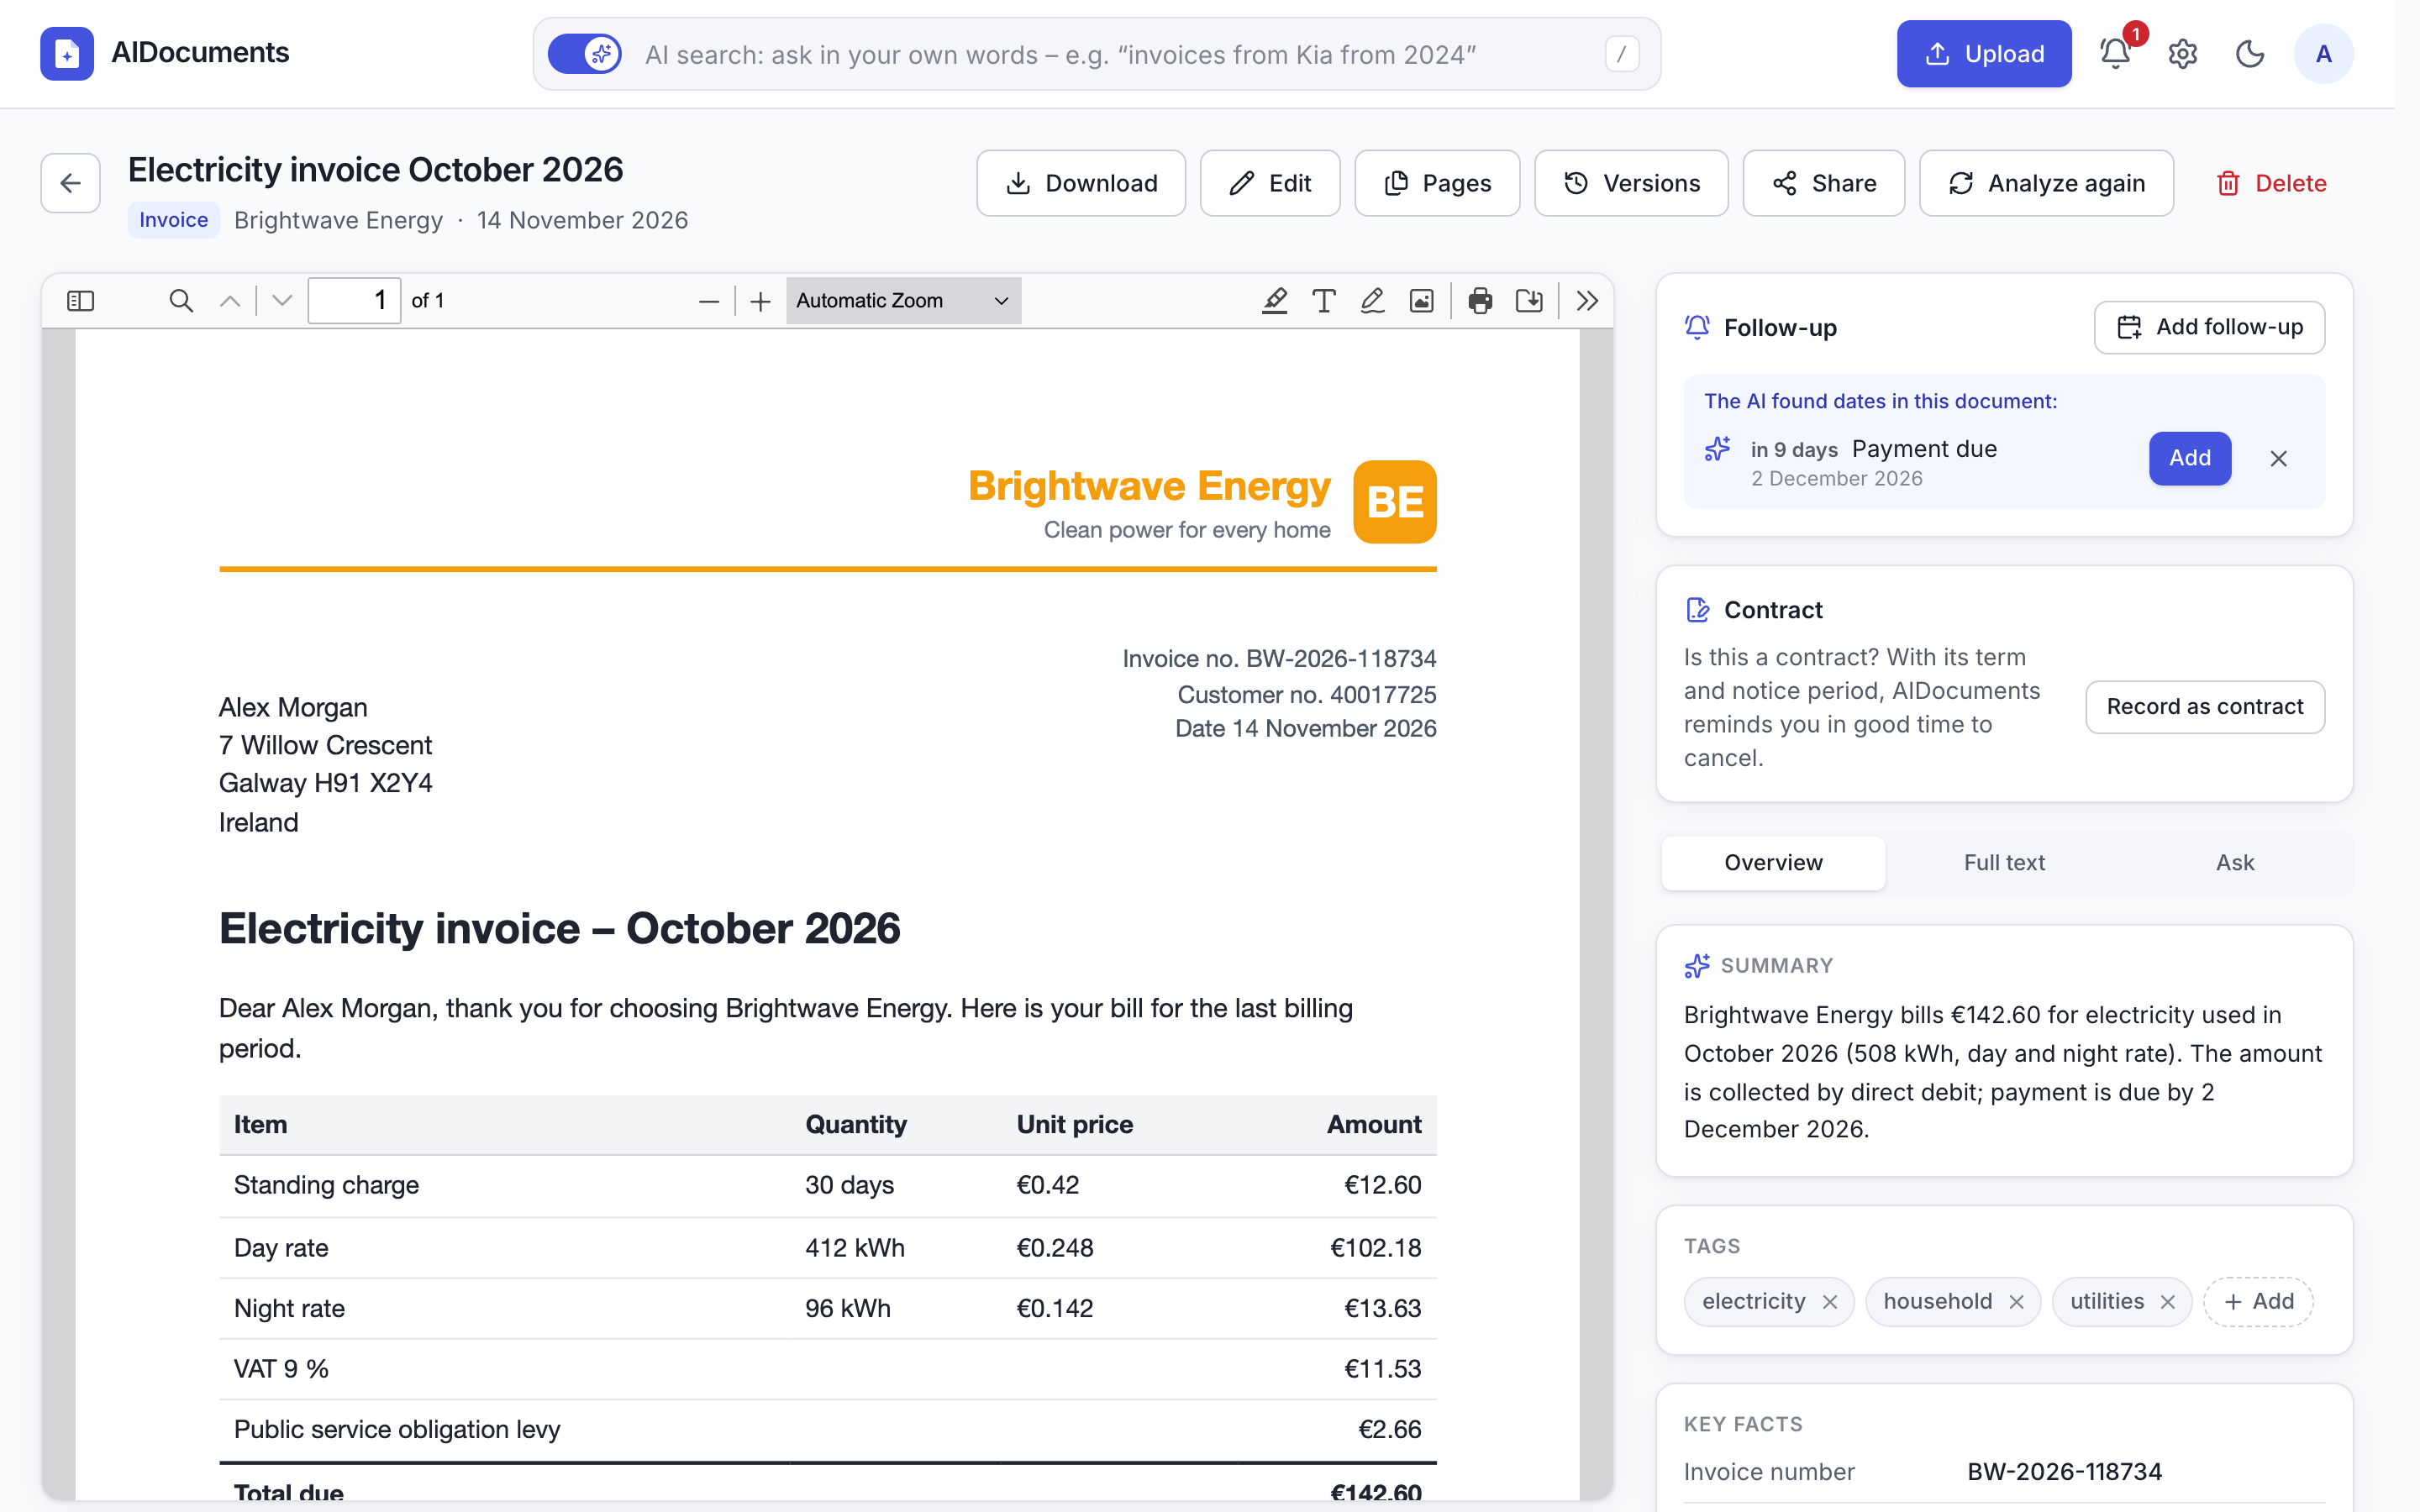 AIDocuments
AI search: ask in your own words – e.g. “invoices from Kia from 2024”
/
Upload
1
A
Electricity invoice October 2026
Invoice Brightwave Energy · 14 November 2026
Download
Edit
Pages
Versions
Share
Analyze again
Delete
1 of 1
Automatic Zoom
Brightwave Energy
BE
Clean power for every home
Invoice no. BW-2026-118734
Customer no. 40017725
Date 14 November 2026
Alex Morgan
7 Willow Crescent
Galway H91 X2Y4
Ireland
Electricity invoice – October 2026
Dear Alex Morgan, thank you for choosing Brightwave Energy. Here is your bill for the last billing
period.
Item Quantity Unit price Amount
Standing charge 30 days €0.42 €12.60
Day rate 412 kWh €0.248 €102.18
Night rate 96 kWh €0.142 €13.63
VAT 9 % €11.53
Public service obligation levy €2.66
Total due €142.60
Follow-up
Add follow-up
The AI found dates in this document:
in 9 days Payment due
2 December 2026
Add
Contract
Is this a contract? With its term
and notice period, AIDocuments
reminds you in good time to
cancel.
Record as contract
Overview
Full text
Ask
SUMMARY
Brightwave Energy bills €142.60 for electricity used in
October 2026 (508 kWh, day and night rate). The amount
is collected by direct debit; payment is due by 2
December 2026.
TAGS
electricity
household
utilities
Add
KEY FACTS
Invoice number BW-2026-118734